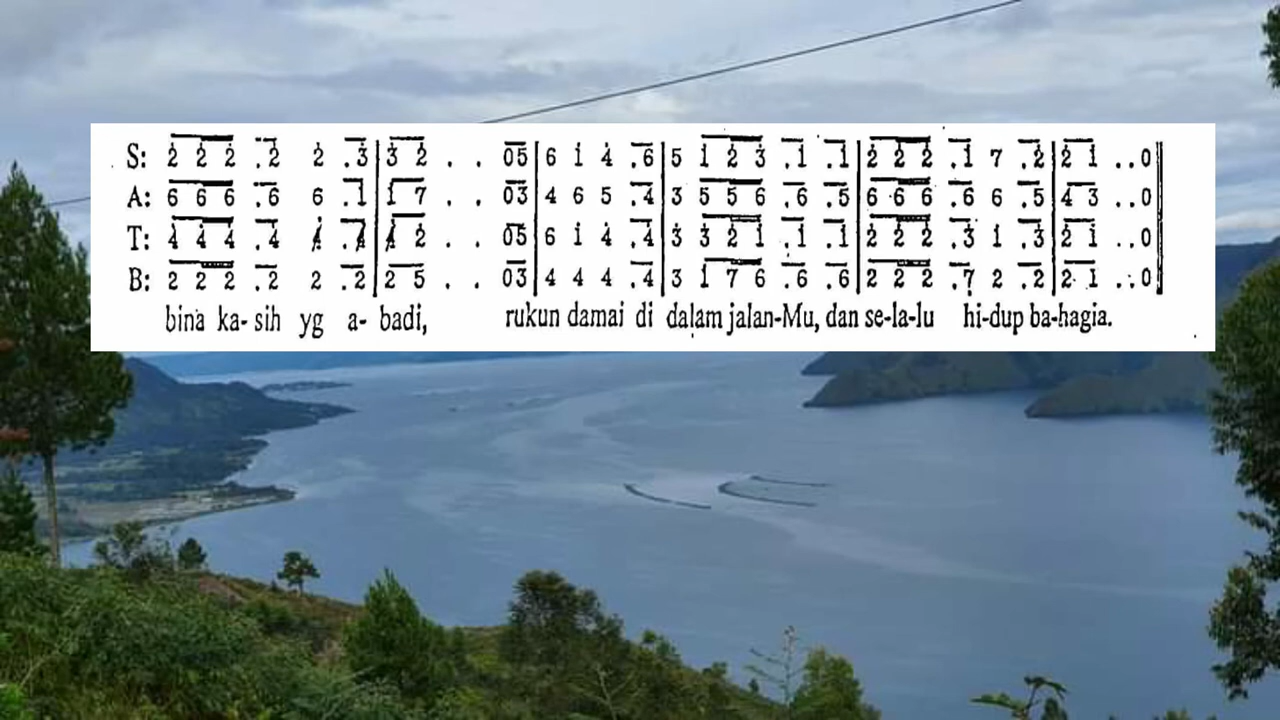 S: 2̇ 2̇ 2̇ .2̇ 2̇ .3̇ | 3̇ 2̇ . . 05 | 6 1̇ 4̇ .6 | 5 1̇ 2̇ 3̇ .1̇ .1̇ | 2̇ 2̇ 2̇ .1̇ 7 .2̇ | 2̇ 1̇ . . 0 ||
A: 6 6 6 .6 6 .1̇ | 1̇ 7 . . 03 | 4 6 5 .4 | 3 5 5 6 .6 .5 | 6 6 6 .6 6 .5 | 4 3 . . 0 ||
T: 4̇ 4̇ 4̇ .4̇ 4̇ .4̇ | 4̇ 2̇ . . 05 | 6 1̇ 4̇ .4̇ | 3̇ 3̇ 2̇ 1̇ .1̇ .1̇ | 2̇ 2̇ 2̇ .3̇ 1̇ .3̇ | 2̇ 1̇ . . 0 ||
B: 2̇ 2̇ 2̇ .2̇ 2̇ .2̇ | 2̇ 5 . . 03 | 4 4 4 .4 | 3 1̇ 7 6 .6 .6 | 2̇ 2̇ 2̇ .7 2 .2 | 2 1 . . 0 ||
bina ka- sih yg a- badi, rukun damai di dalam jalan-Mu, dan se-la-lu hi-dup ba-hagia.